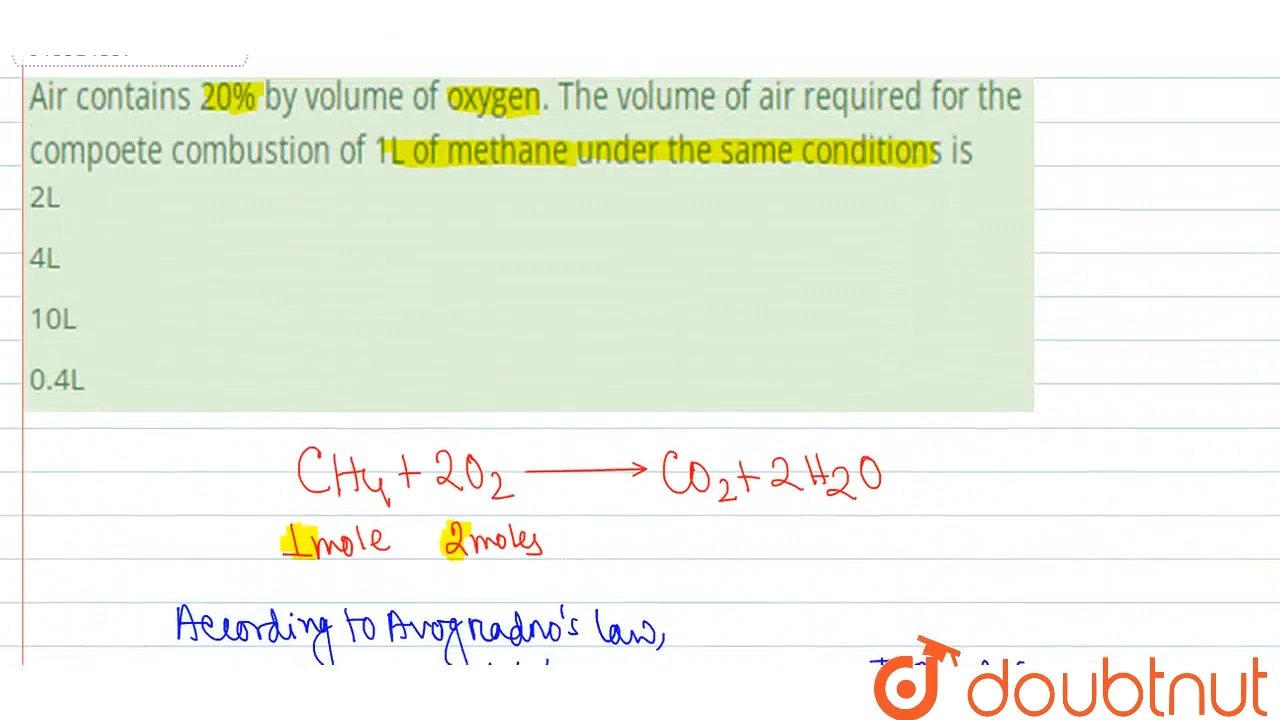 Air contains 20% by volume of oxygen. The volume of air required for the
compoete combustion of 1L of methane under the same conditions is
2L
4L
10L
0.4L
CH4 + 2O2 ⟶ CO2 + 2H2O
1mole 2moles
According to Avogradno's law,
doubtnut